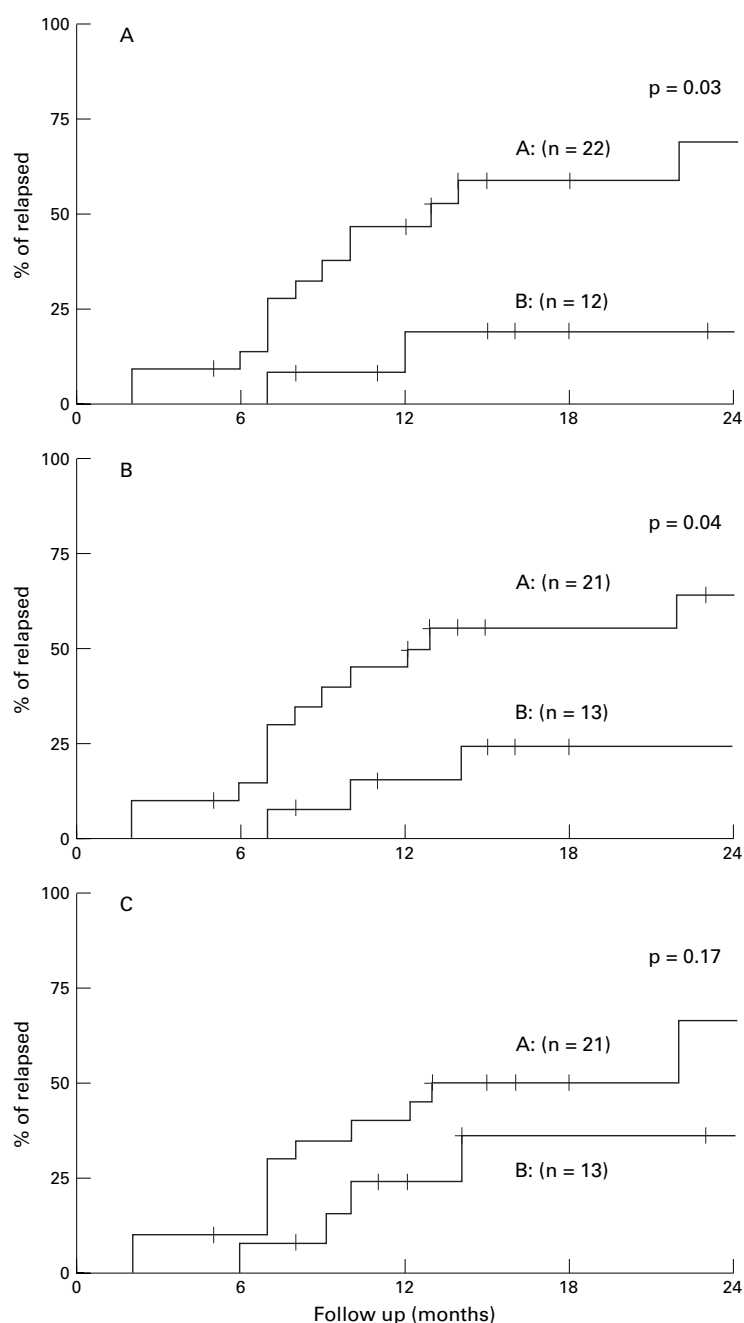 100
A
p = 0.03
75
A: (n = 22)
50
% of relapsed
B: (n = 12)
25
0
0 6 12 18 24
100
B
p = 0.04
75
A: (n = 21)
50
% of relapsed
B: (n = 13)
25
0
0 6 12 18 24
100
C
p = 0.17
75
A: (n = 21)
50
% of relapsed
B: (n = 13)
25
0
0 6 12 18 24
Follow up (months)